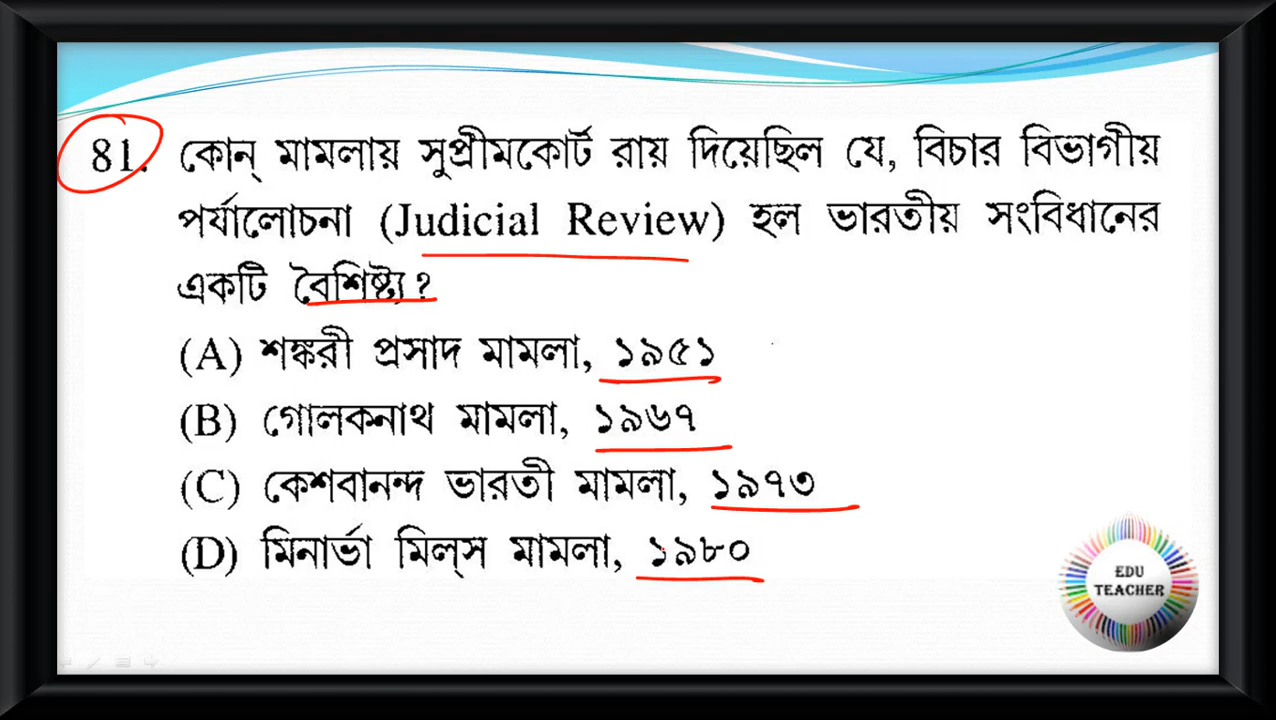 81. কোন্ মামলায় সুপ্রীমকোর্ট রায় দিয়েছিল যে, বিচার বিভাগীয়
পর্যালোচনা (Judicial Review) হল ভারতীয় সংবিধানের
একটি বৈশিষ্ট্য?
(A) শঙ্করী প্রসাদ মামলা, ১৯৫১
(B) গোলকনাথ মামলা, ১৯৬৭
(C) কেশবানন্দ ভারতী মামলা, ১৯৭৩
(D) মিনার্ভা মিল্‌স মামলা, ১৯৮০
EDU
TEACHER